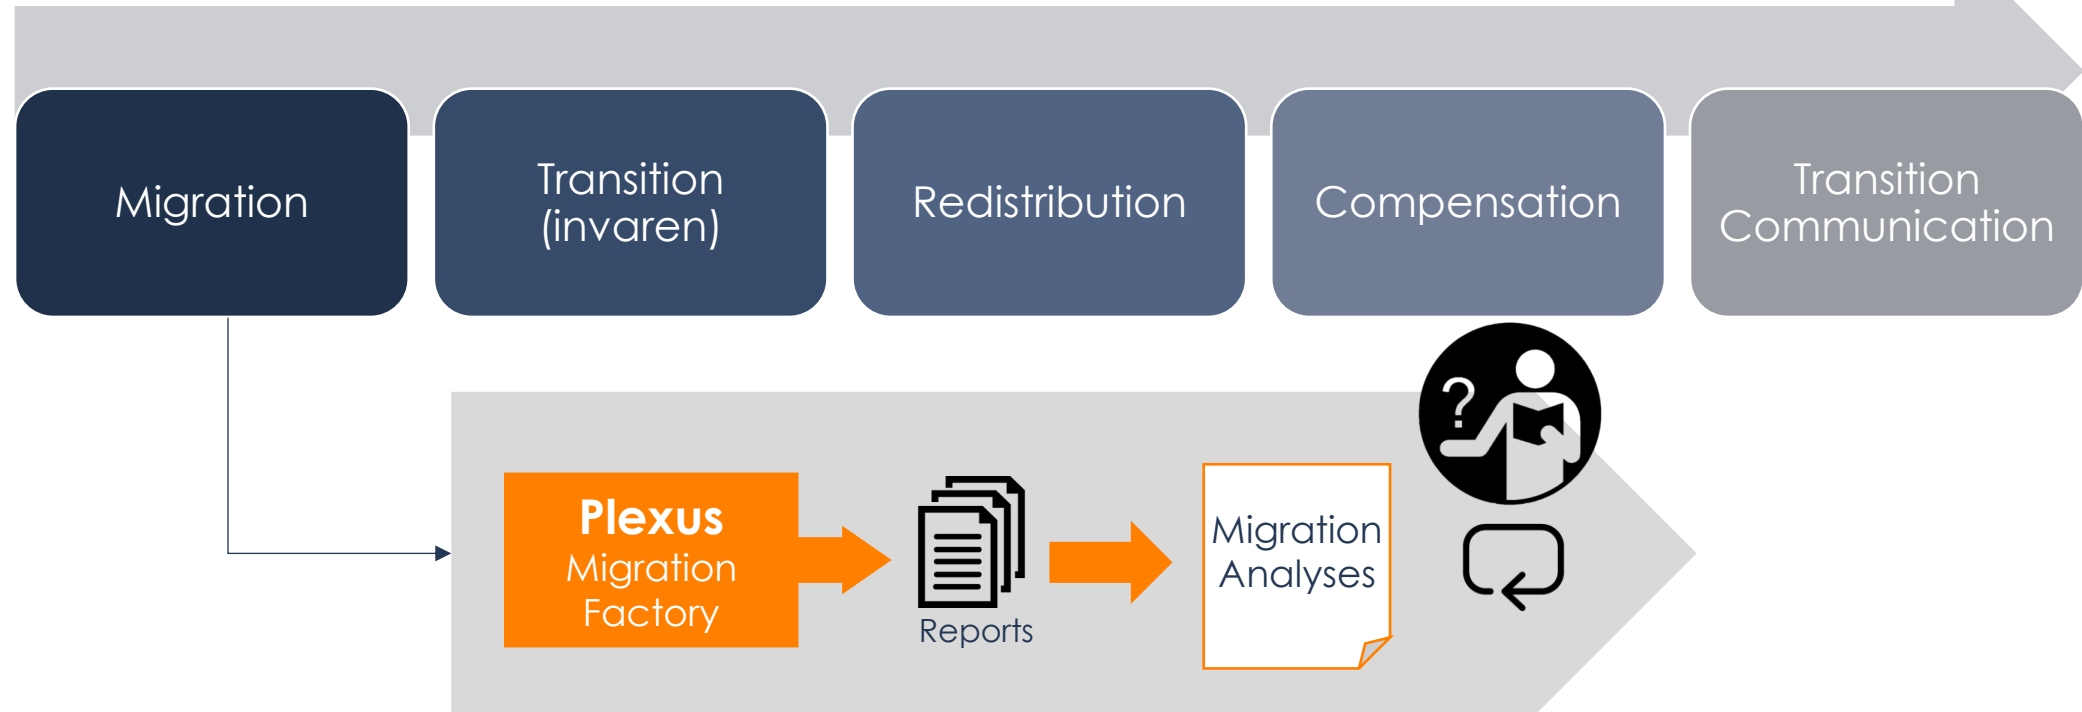 Migration
Transition
(invaren)
Redistribution
Compensation
Transition
Communication
?
Plexus
Migration
Factory
Reports
Migration
Analyses